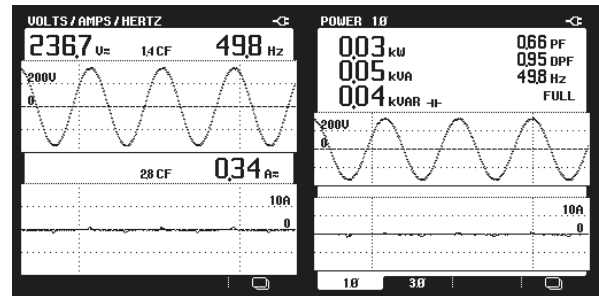 VOLTS/AMPS/HERTZ
236,7 V≂ 1,4 CF 49,8 Hz
200V
0
2,8 CF 0,34 A≂
10A
0
POWER 1Ø
0,03 kW 0,66 PF
0,05 kVA 0,95 DPF
0,04 kVAR 49,8 Hz
FULL
200V
0
10A
0
1Ø 3Ø